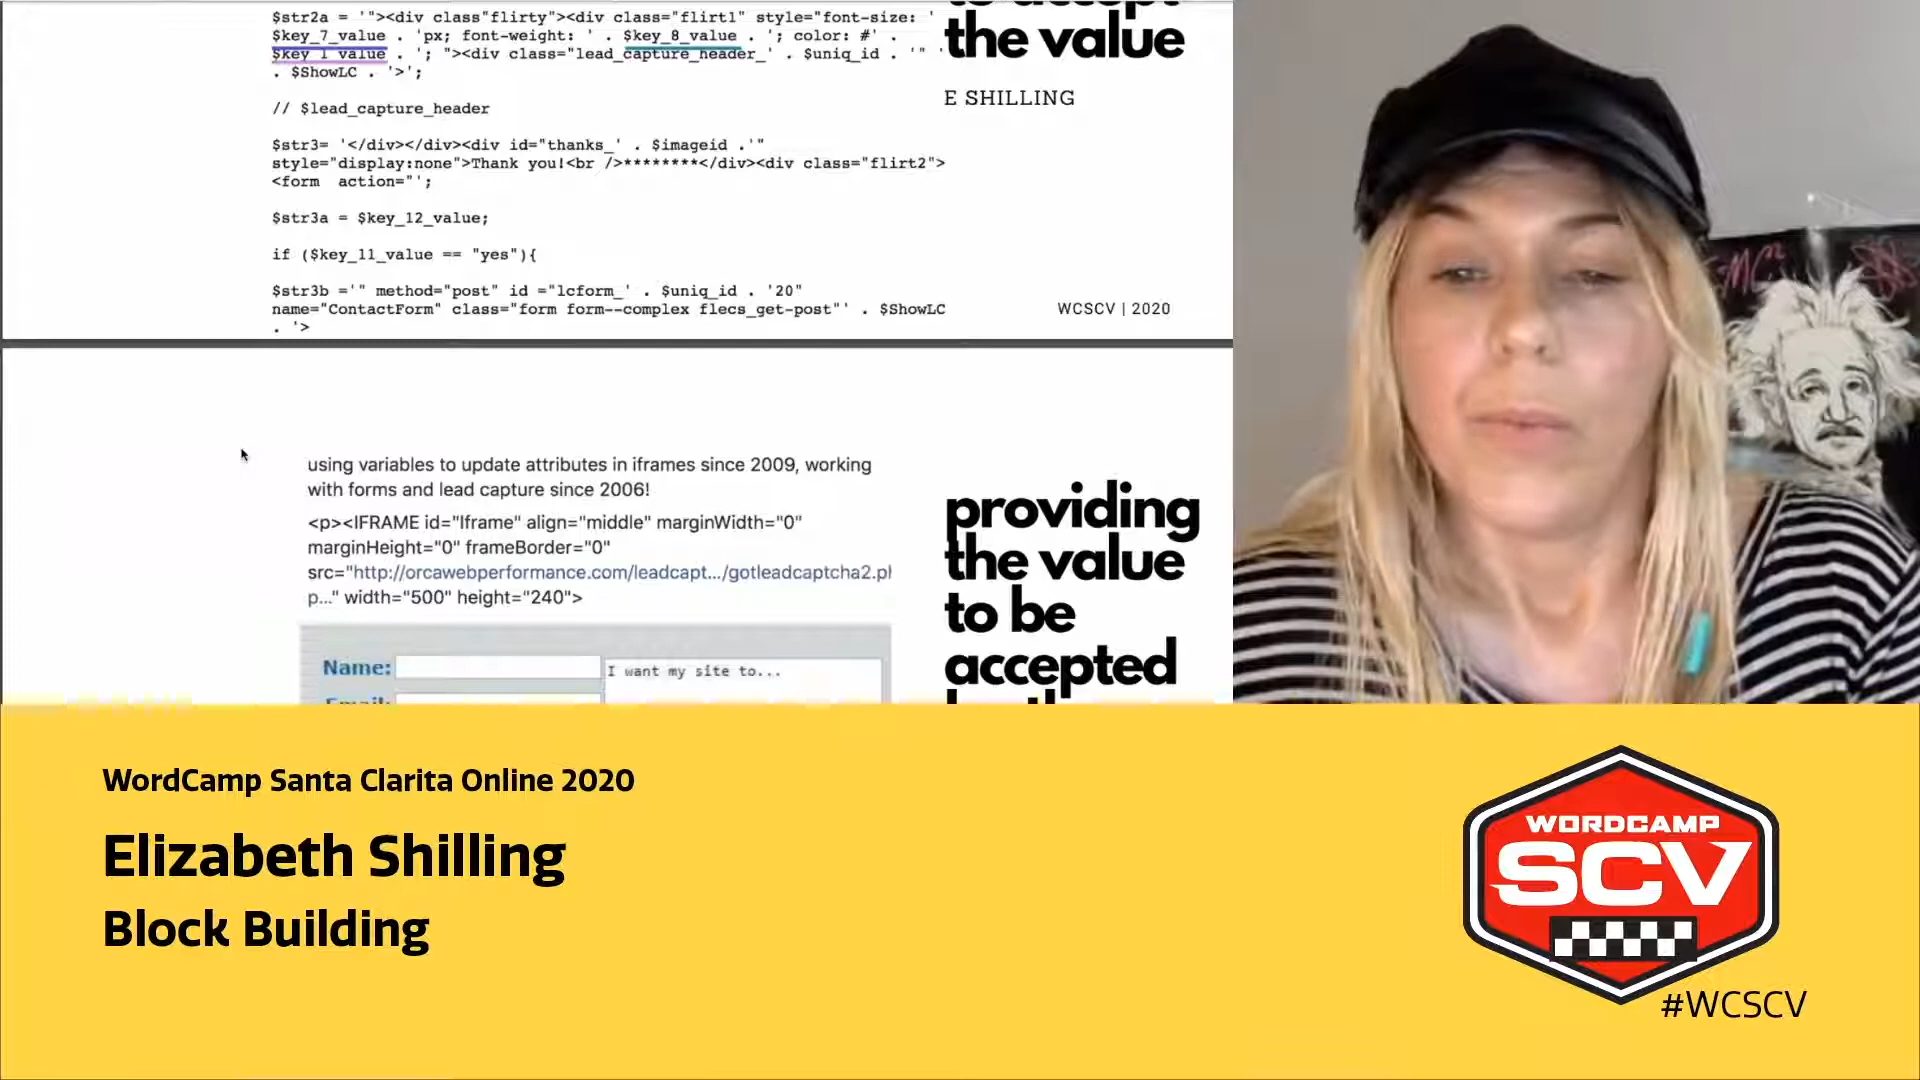 $str2a = '"><div class"flirty"><div class="flirt1" style="font-size: '
$key_7_value . 'px; font-weight: ' . $key_8_value . '; color: #' .
$key_1_value . '; "><div class="lead_capture_header_' . $uniq_id . '" '
. $ShowLC . '>';
// $lead_capture_header
$str3= '</div></div><div id="thanks_' . $imageid .'"
style="display:none">Thank you!<br />********</div><div class="flirt2">
<form  action="';
$str3a = $key_12_value;
if ($key_11_value == "yes"){
$str3b ='" method="post" id ="lcform_' . $uniq_id . '20"
name="ContactForm" class="form form--complex flecs_get-post"' . $ShowLC
. '>
to accept
the value
E SHILLING
WCSCV | 2020
using variables to update attributes in iframes since 2009, working
with forms and lead capture since 2006!
<p><IFRAME id="Iframe" align="middle" marginWidth="0"
marginHeight="0" frameBorder="0"
src="http://orcawebperformance.com/leadcapt.../gotleadcaptcha2.ph
p..." width="500" height="240">
Name:
I want my site to...
Email:
providing
the value
to be
accepted
MC²
WordCamp Santa Clarita Online 2020
Elizabeth Shilling
Block Building
WORDCAMP
SCV
#WCSCV